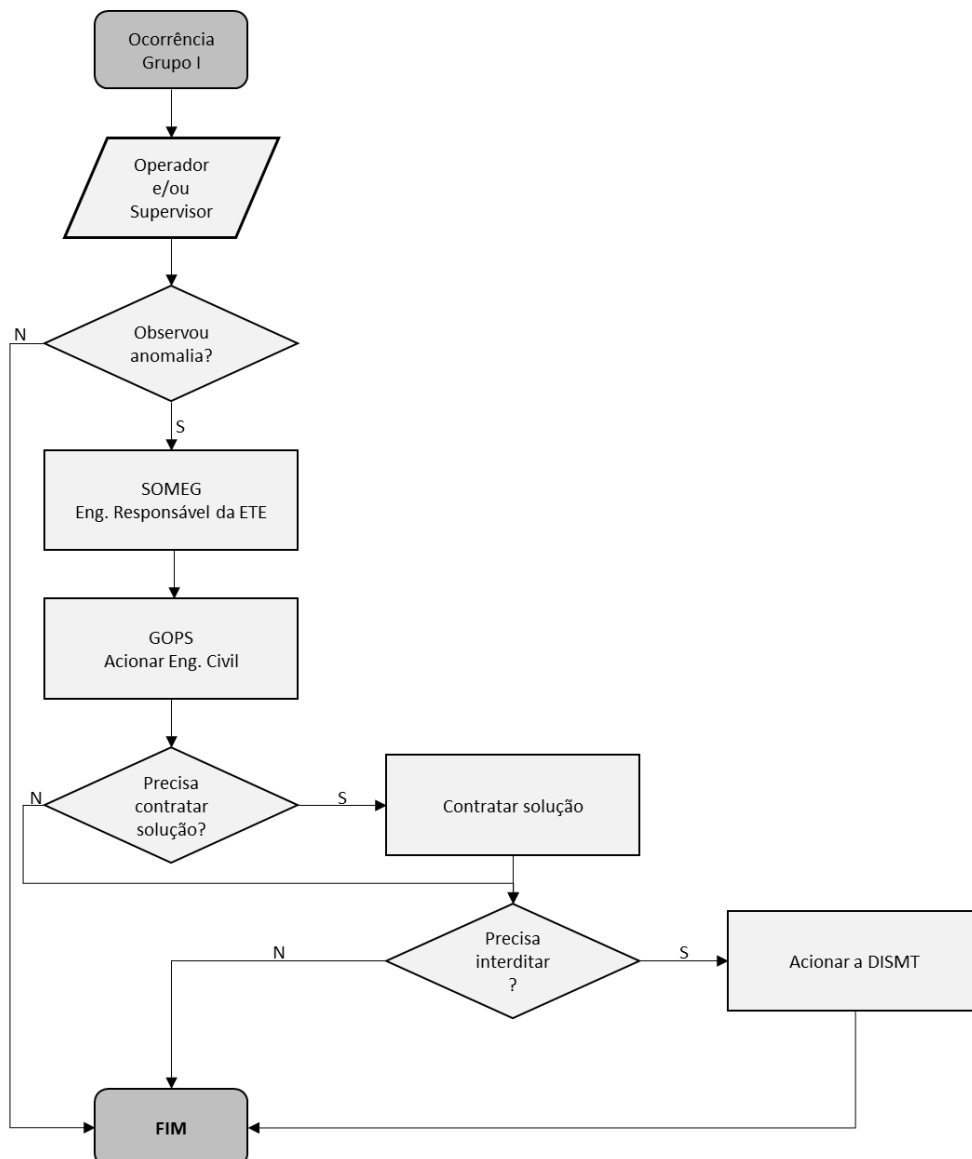 Ocorrência
Grupo I
Operador
e/ou
Supervisor
N
Observou
anomalia?
S
SOMEG
Eng. Responsável da ETE
GOPS
Acionar Eng. Civil
N
Precisa
contratar
solução?
S
Contratar solução
N
Precisa
interditar
?
S
Acionar a DISMT
FIM